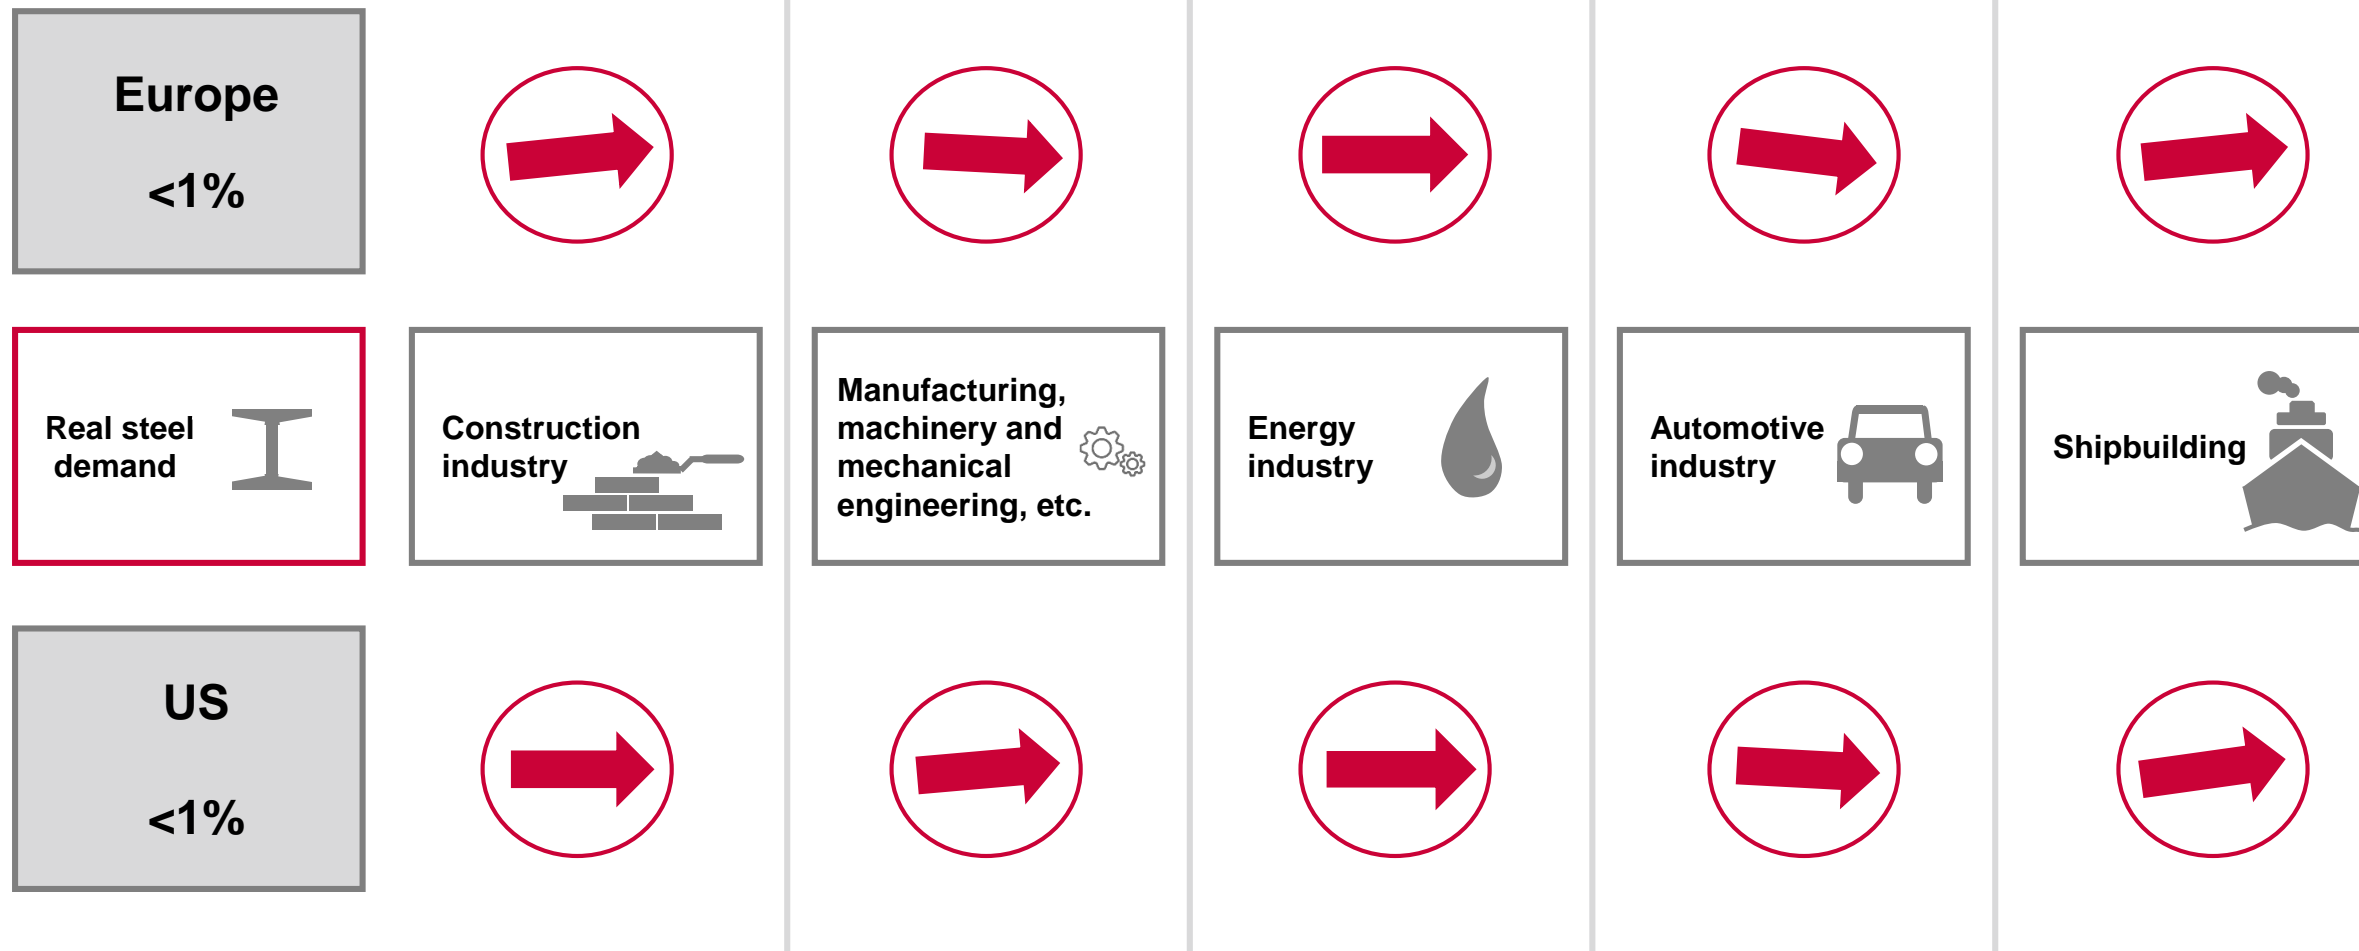 Europe
<1%
Real steel
demand
Construction
industry
Manufacturing,
machinery and
mechanical
engineering, etc.
Energy
industry
Automotive
industry
Shipbuilding
US
<1%